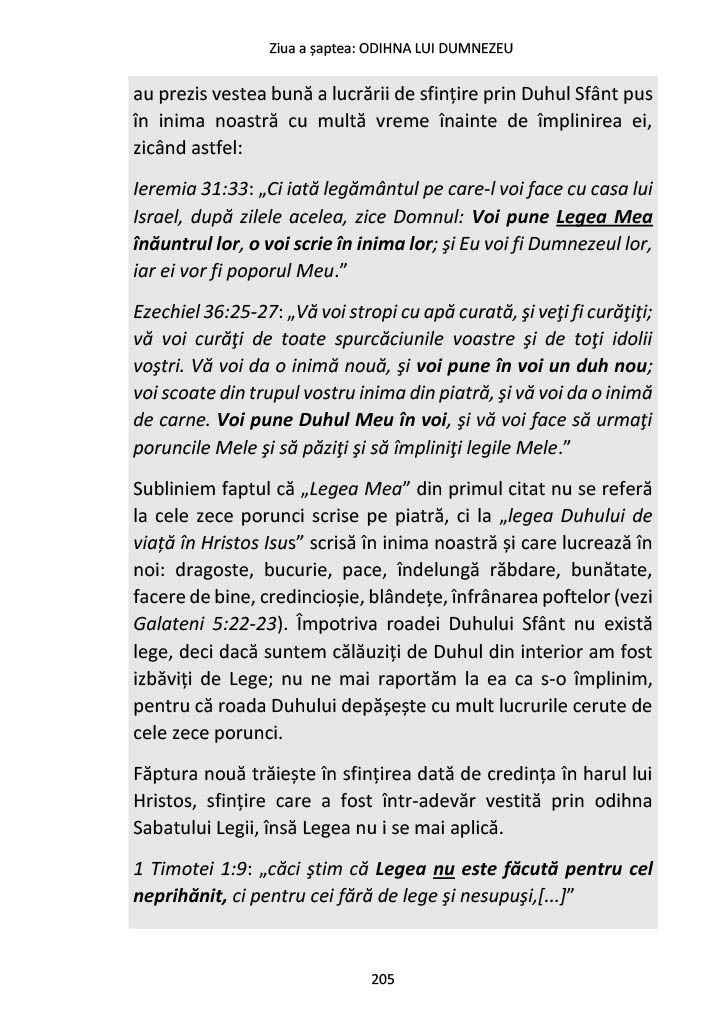 Ziua a șaptea: ODIHNA LUI DUMNEZEU
au prezis vestea bună a lucrării de sfințire prin Duhul Sfânt pus
în inima noastră cu multă vreme înainte de împlinirea ei,
zicând astfel:
Ieremia 31:33: „Ci iată legământul pe care-l voi face cu casa lui
Israel, după zilele acelea, zice Domnul: Voi pune Legea Mea
înăuntrul lor, o voi scrie în inima lor; şi Eu voi fi Dumnezeul lor,
iar ei vor fi poporul Meu.”
Ezechiel 36:25-27: „Vă voi stropi cu apă curată, şi veţi fi curăţiţi;
vă voi curăţi de toate spurcăciunile voastre şi de toţi idolii
voştri. Vă voi da o inimă nouă, şi voi pune în voi un duh nou;
voi scoate din trupul vostru inima din piatră, şi vă voi da o inimă
de carne. Voi pune Duhul Meu în voi, şi vă voi face să urmaţi
poruncile Mele şi să păziţi şi să împliniţi legile Mele.”
Subliniem faptul că „Legea Mea” din primul citat nu se referă
la cele zece porunci scrise pe piatră, ci la „legea Duhului de
viață în Hristos Isus” scrisă în inima noastră și care lucrează în
noi: dragoste, bucurie, pace, îndelungă răbdare, bunătate,
facere de bine, credincioșie, blândețe, înfrânarea poftelor (vezi
Galateni 5:22-23). Împotriva roadei Duhului Sfânt nu există
lege, deci dacă suntem călăuziți de Duhul din interior am fost
izbăviți de Lege; nu ne mai raportăm la ea ca s-o împlinim,
pentru că roada Duhului depășește cu mult lucrurile cerute de
cele zece porunci.
Făptura nouă trăiește în sfințirea dată de credința în harul lui
Hristos, sfințire care a fost într-adevăr vestită prin odihna
Sabatului Legii, însă Legea nu i se mai aplică.
1 Timotei 1:9: „căci ştim că Legea nu este făcută pentru cel
neprihănit, ci pentru cei fără de lege şi nesupuşi,[...]”
205